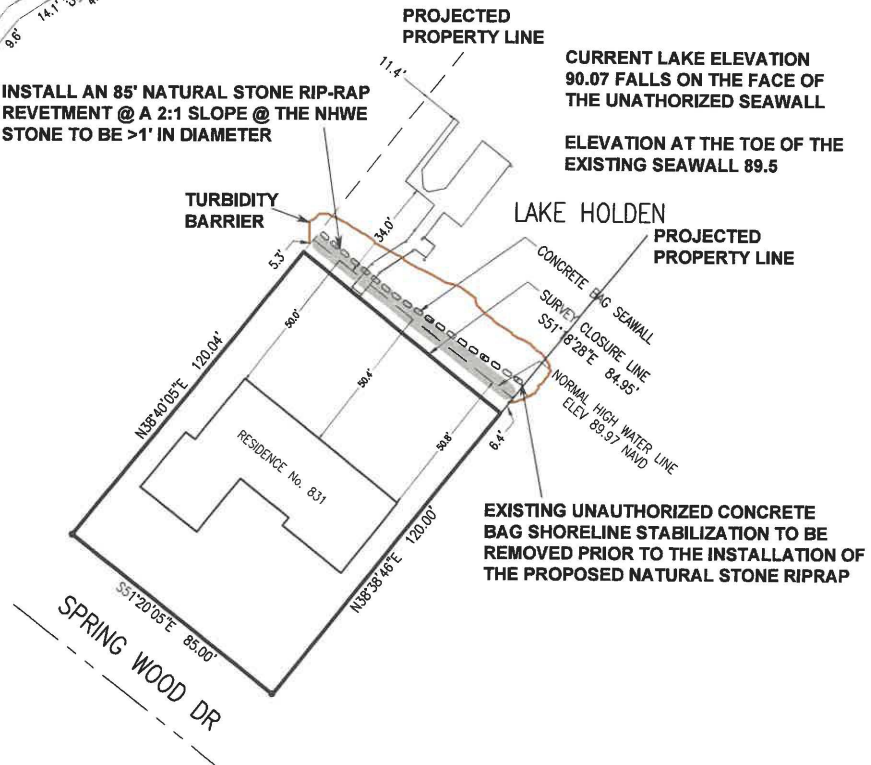 9.6'
14.1'
PROJECTED
PROPERTY LINE
11.4'
CURRENT LAKE ELEVATION
90.07 FALLS ON THE FACE OF
THE UNATHORIZED SEAWALL
ELEVATION AT THE TOE OF THE
EXISTING SEAWALL 89.5
INSTALL AN 85' NATURAL STONE RIP-RAP
REVETMENT @ A 2:1 SLOPE @ THE NHWE
STONE TO BE >1' IN DIAMETER
TURBIDITY
BARRIER
34.0'
5.3'
LAKE HOLDEN
PROJECTED
PROPERTY LINE
CONCRETE BAG SEAWALL
SURVEY CLOSURE LINE
S51° 8'28"E 84.95'
NORMAL HIGH WATER LINE
ELEV 89.97 NAVD
50.0'
50.4'
50.8'
6.4'
N38°40'05"E 120.04'
RESIDENCE No. 831
N38°38'46"E 120.00'
EXISTING UNAUTHORIZED CONCRETE
BAG SHORELINE STABILIZATION TO BE
REMOVED PRIOR TO THE INSTALLATION OF
THE PROPOSED NATURAL STONE RIPRAP
S51°20'05"E 85.00'
SPRING WOOD DR